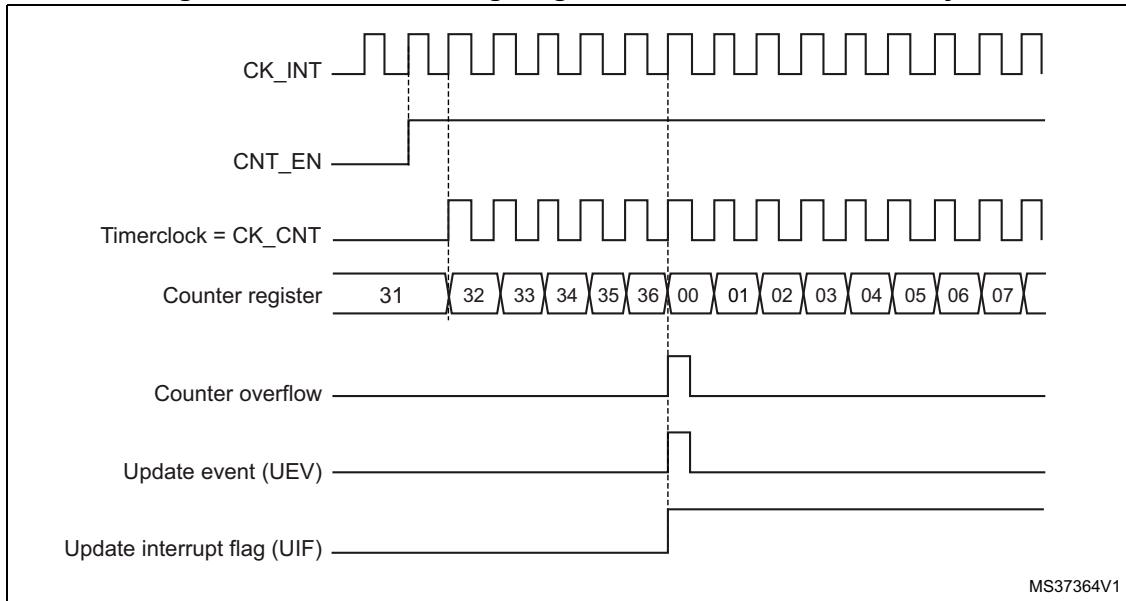 CK_INT
CNT_EN
Timerclock = CK_CNT
Counter register 31 32 33 34 35 36 00 01 02 03 04 05 06 07
Counter overflow
Update event (UEV)
Update interrupt flag (UIF)
MS37364V1